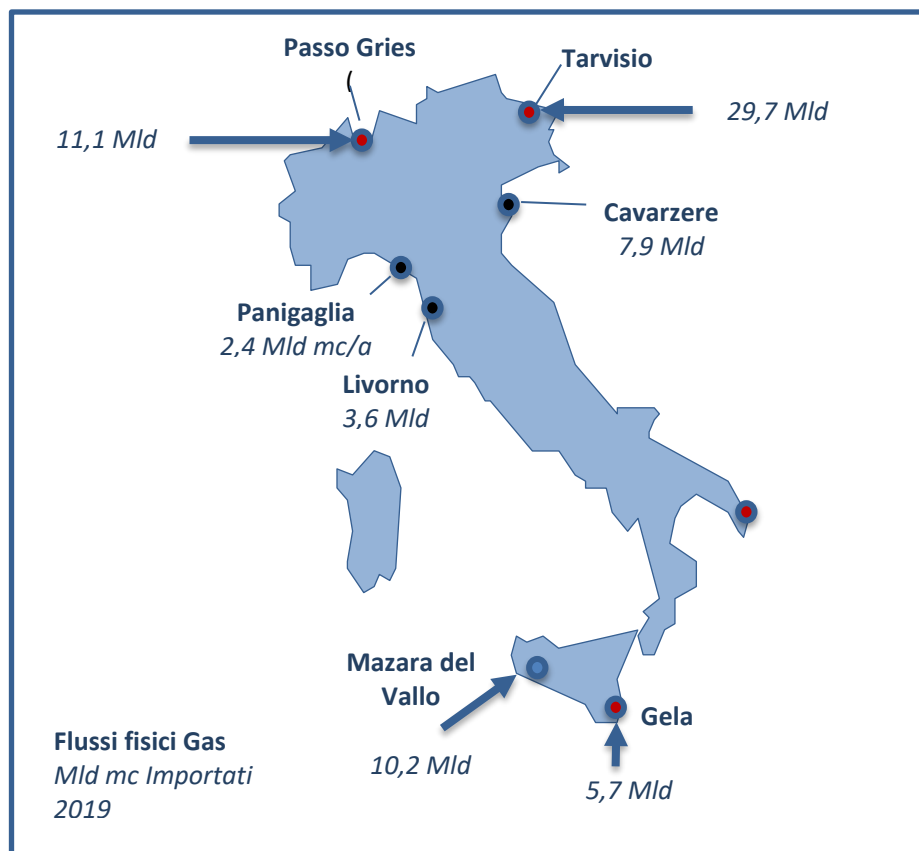 Passo Gries
(
Tarvisio
29,7 Mld
11,1 Mld
Cavarzere
7,9 Mld
Panigaglia
2,4 Mld mc/a
Livorno
3,6 Mld
Mazara del
Vallo
10,2 Mld
Gela
5,7 Mld
Flussi fisici Gas
Mld mc Importati
2019